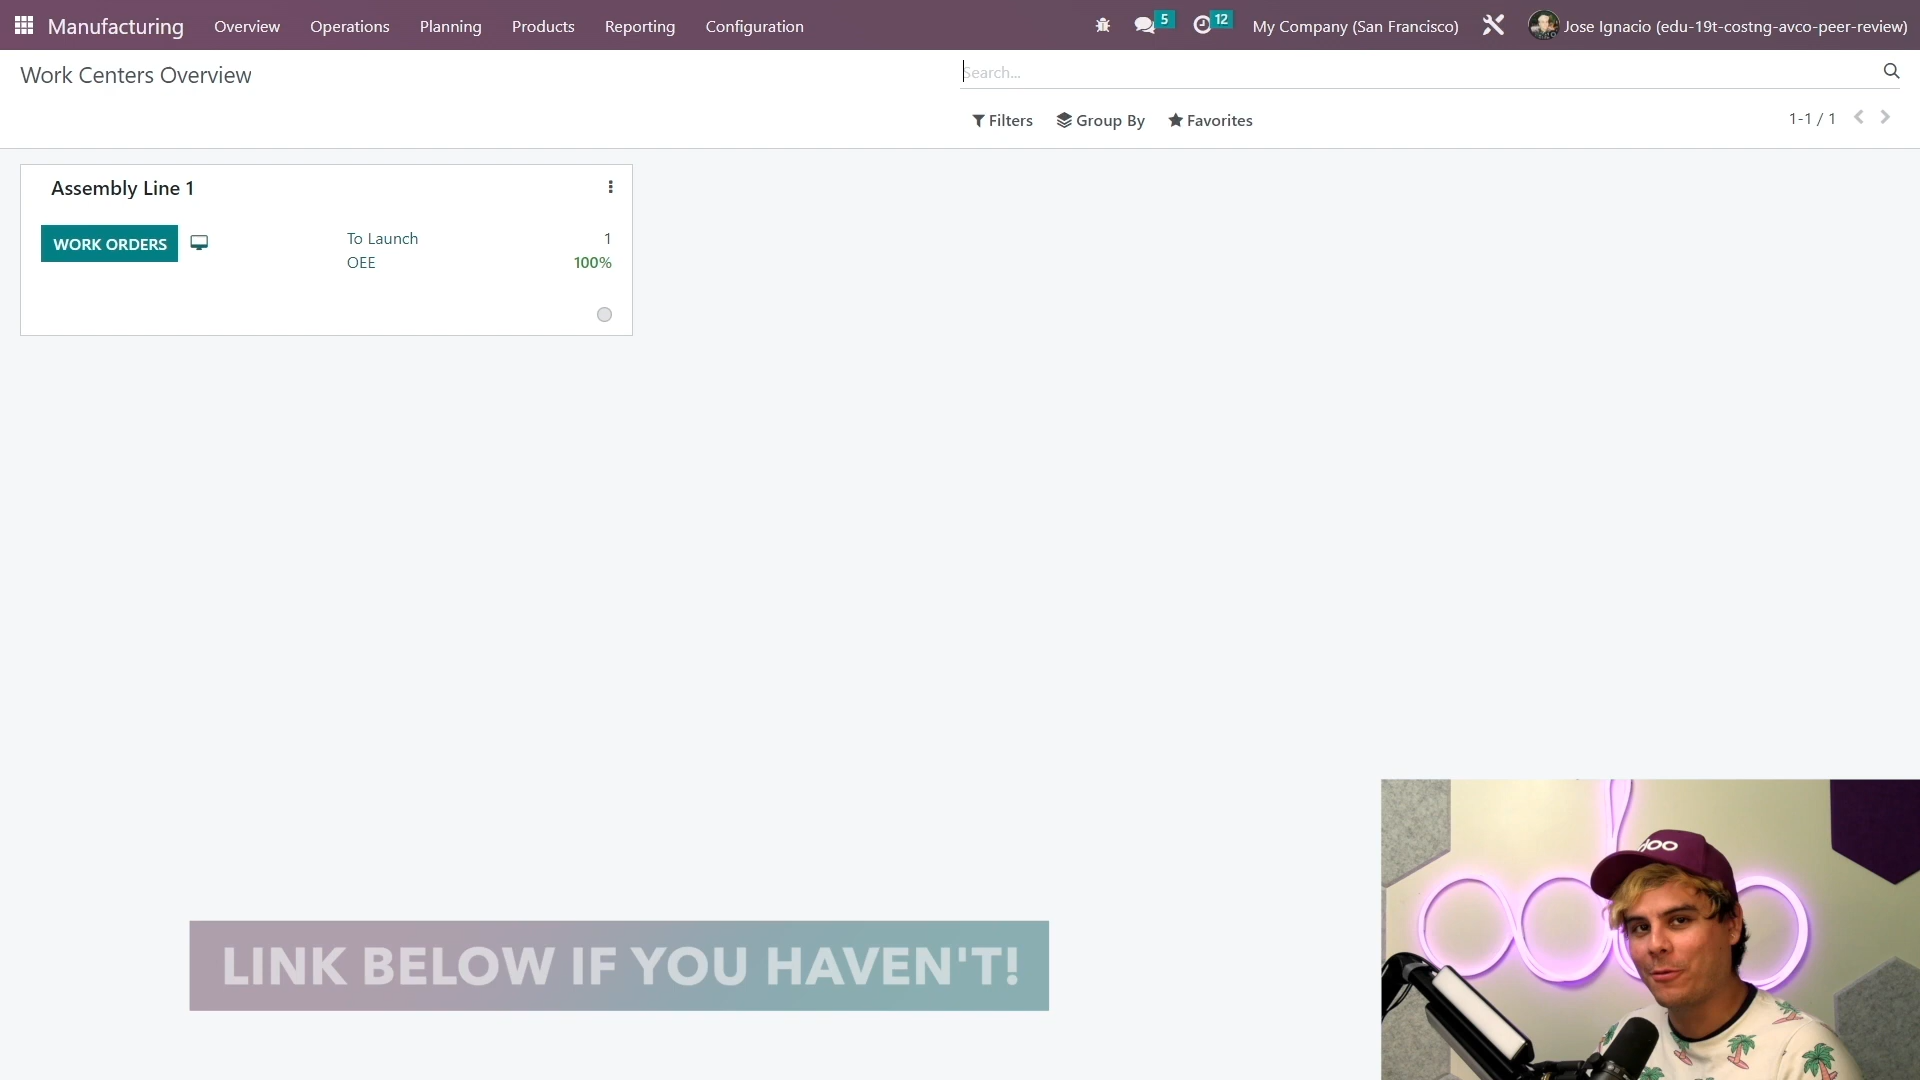 Manufacturing Overview Operations Planning Products Reporting Configuration 5 12 My Company (San Francisco) Jose Ignacio (edu-19t-costng-avco-peer-review)
Work Centers Overview
Search...
Filters Group By Favorites 1-1 / 1
Assembly Line 1
WORK ORDERS
To Launch 1
OEE 100%
LINK BELOW IF YOU HAVEN'T!
odoo